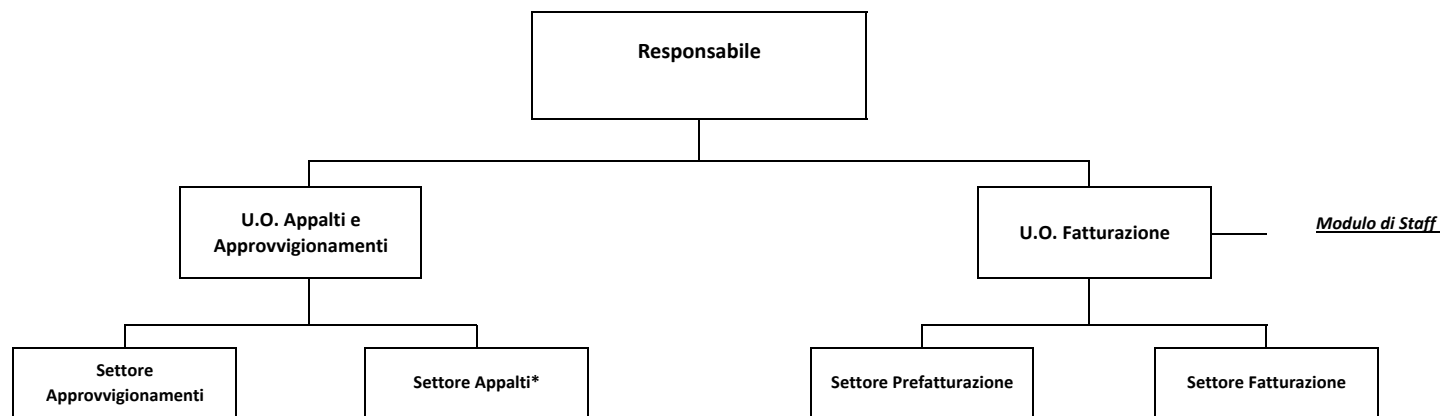 Responsabile
U.O. Appalti e
Approvvigionamenti
U.O. Fatturazione
Modulo di Staff
Settore
Approvvigionamenti
Settore Appalti*
Settore Prefatturazione
Settore Fatturazione